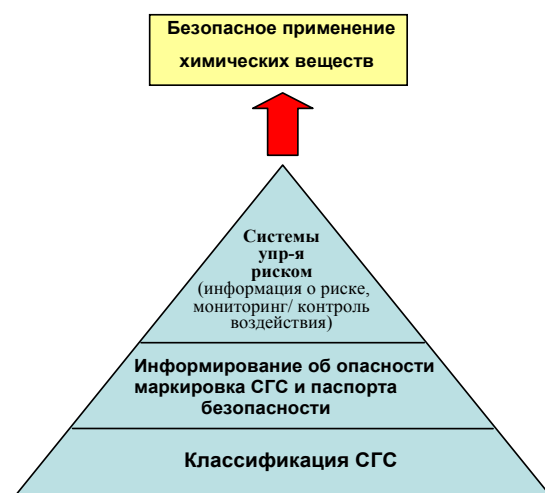 Безопасное применение
химических веществ
Системы
упр-я
риском
(информация о риске,
мониторинг/ контроль
воздействия)
Информирование об опасности
маркировка СГС и паспорта
безопасности
Классификация СГС